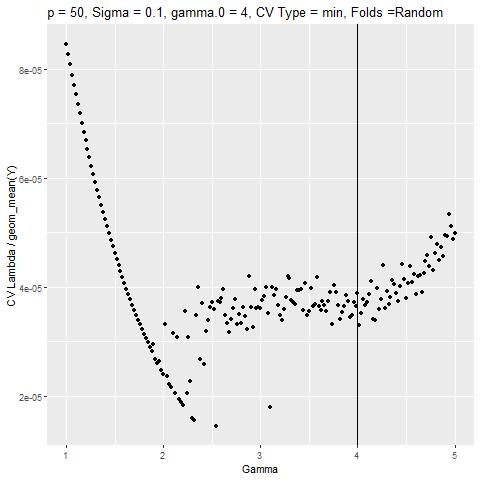 p = 50, Sigma = 0.1, gamma.0 = 4, CV Type = min, Folds =Random
CV Lambda / geom_mean(Y)
8e-05
6e-05
4e-05
2e-05
1
2
3
4
5
Gamma